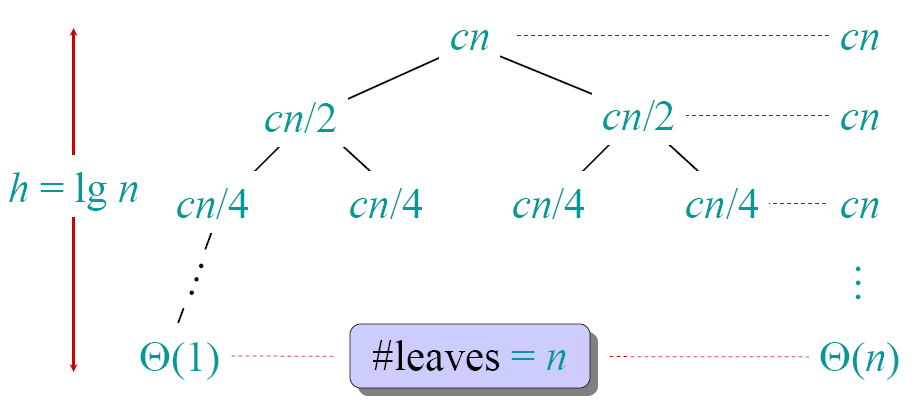 cn cn
cn/2 cn/2 cn
h = lg n
cn/4 cn/4 cn/4 cn/4 cn
⋮
Θ(1) #leaves = n Θ(n)